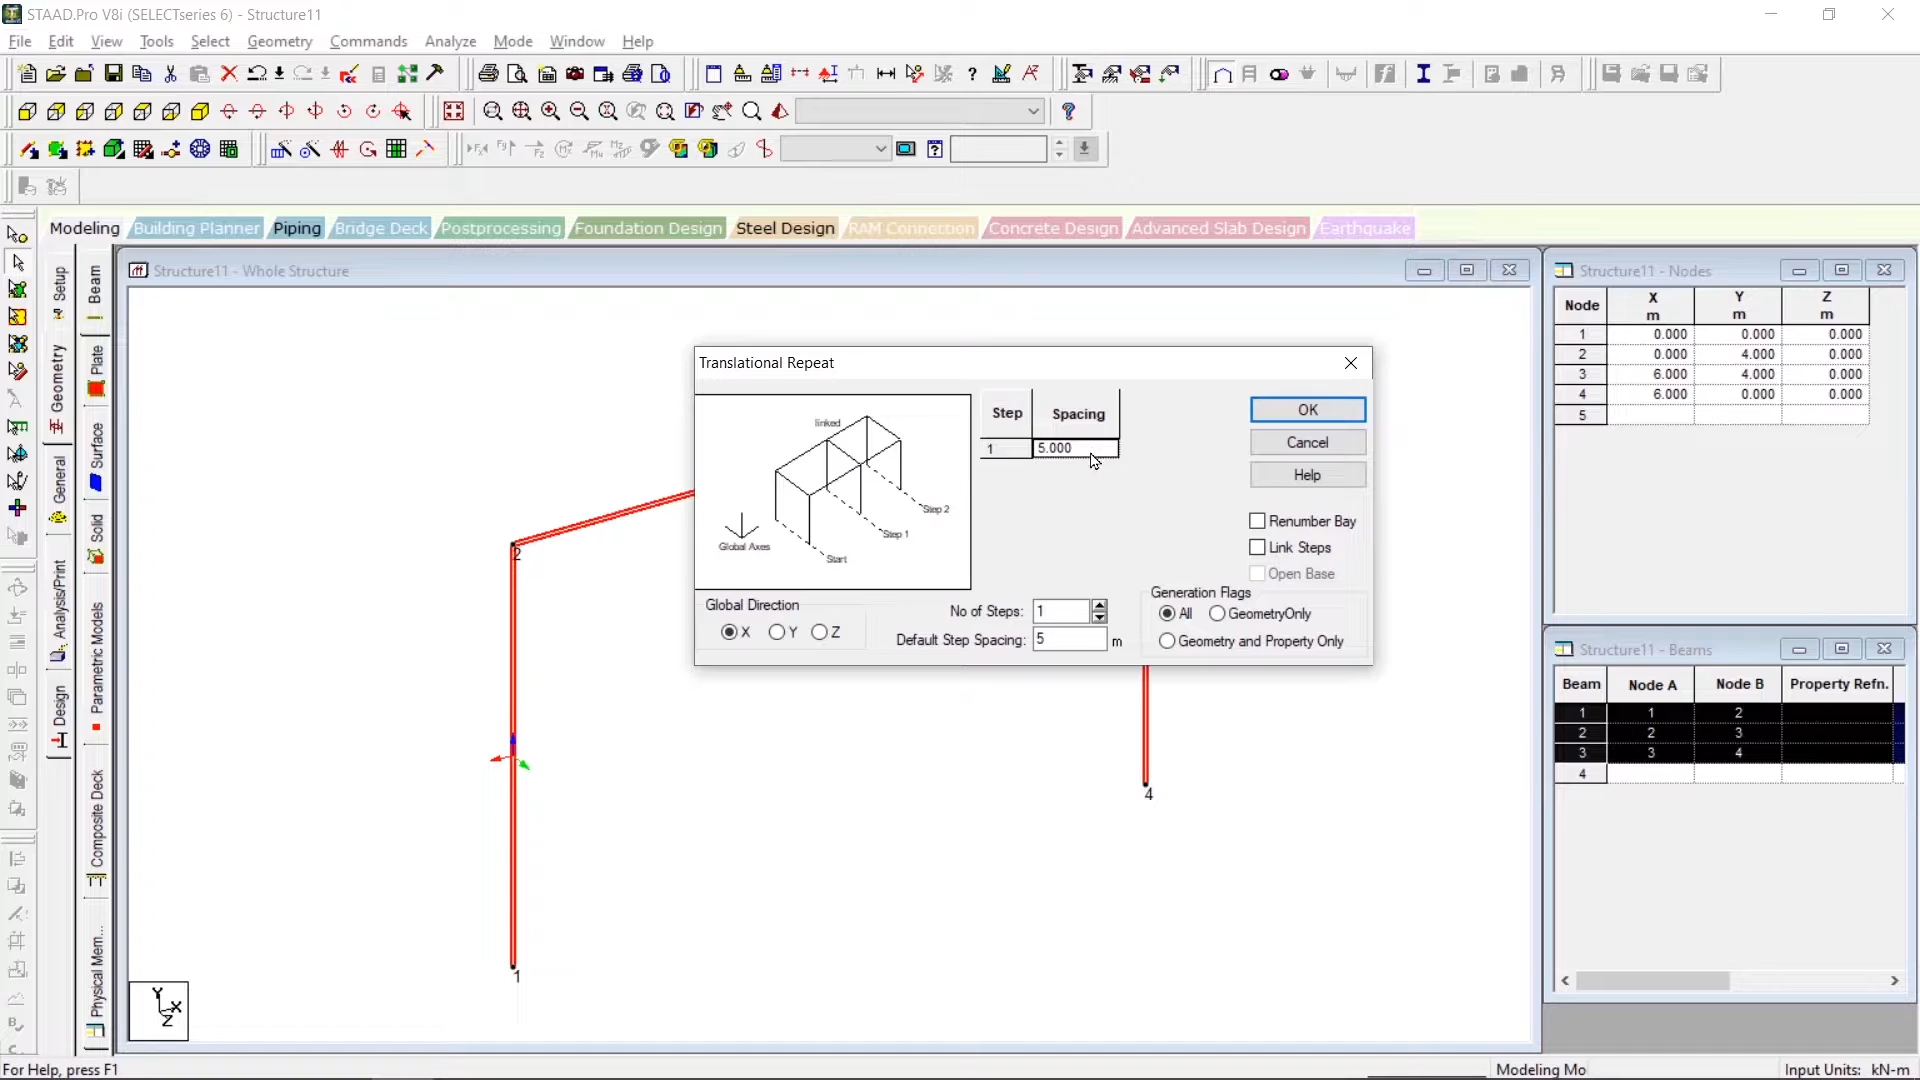 STAAD.Pro V8i (SELECTseries 6) - Structure11
File Edit View Tools Select Geometry Commands Analyze Mode Window Help
Modeling Building Planner Piping Bridge Deck Postprocessing Foundation Design Steel Design RAM Connection Concrete Design Advanced Slab Design Earthquake
Setup
Geometry
General
Analysis/Print
Design
Beam
Plate
Surface
Solid
Parametric Models
Composite Deck
Physical Mem...
Structure11 - Whole Structure
2
1
4
Y
X
Z
Translational Repeat
linked
Step 2
Step 1
Start
Global Axes
Step Spacing
1 5.000
OK
Cancel
Help
Renumber Bay
Link Steps
Open Base
Global Direction
X Y Z
No of Steps: 1
Default Step Spacing: 5 m
Generation Flags
All GeometryOnly
Geometry and Property Only
Structure11 - Nodes
Node X m Y m Z m
1 0.000 0.000 0.000
2 0.000 4.000 0.000
3 6.000 4.000 0.000
4 6.000 0.000 0.000
5
Structure11 - Beams
Beam Node A Node B Property Refn.
1 1 2
2 2 3
3 3 4
4
For Help, press F1
Modeling Mo
Input Units: kN-m